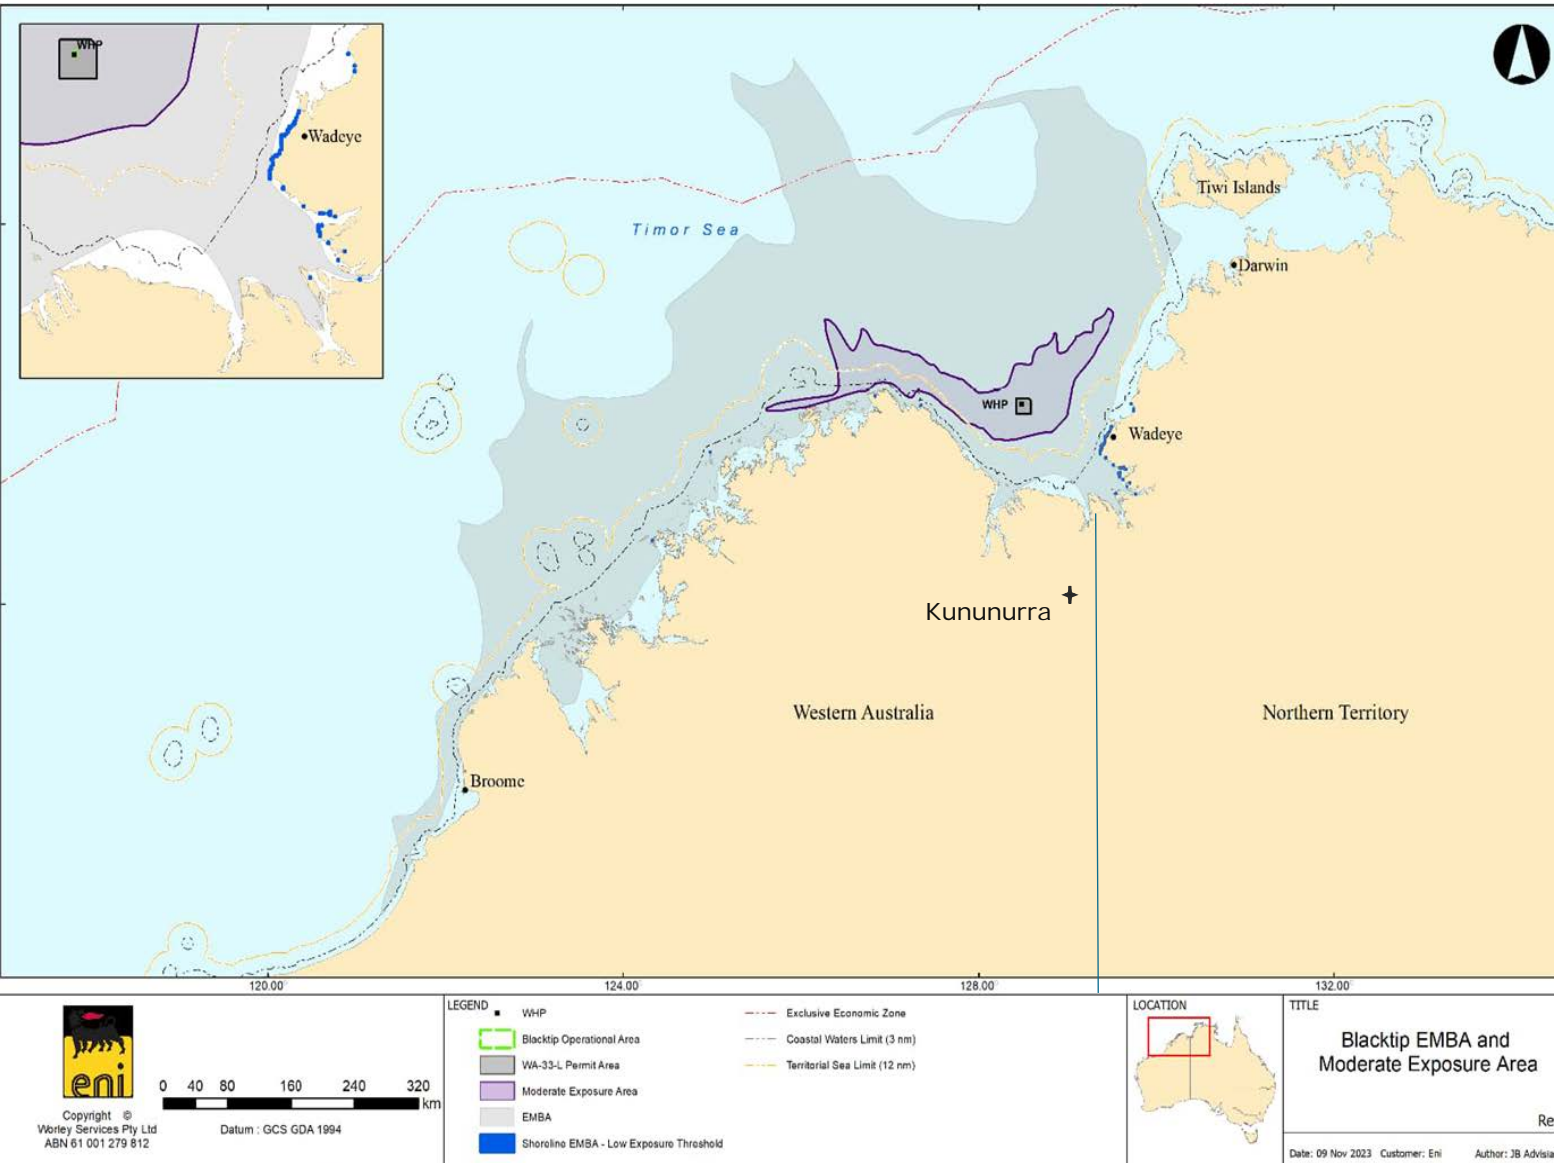 WHP
Wadeye
Timor Sea
Tiwi Islands
Darwin
WHP
Wadeye
Kununurra
Western Australia
Northern Territory
Broome
120.00
124.00
128.00
132.00
eni
Copyright ©
Worley Services Pty Ltd
ABN 61 001 279 812
0 40 80 160 240 320
km
Datum : GCS GDA 1994
LEGEND
WHP
Blacktip Operational Area
WA-33-L Permit Area
Moderate Exposure Area
EMBA
Shoreline EMBA - Low Exposure Threshold
Exclusive Economic Zone
Coastal Waters Limit (3 nm)
Territorial Sea Limit (12 nm)
LOCATION
TITLE
Blacktip EMBA and
Moderate Exposure Area
Re
Date: 09 Nov 2023 Customer: Eni Author: JB Advisia